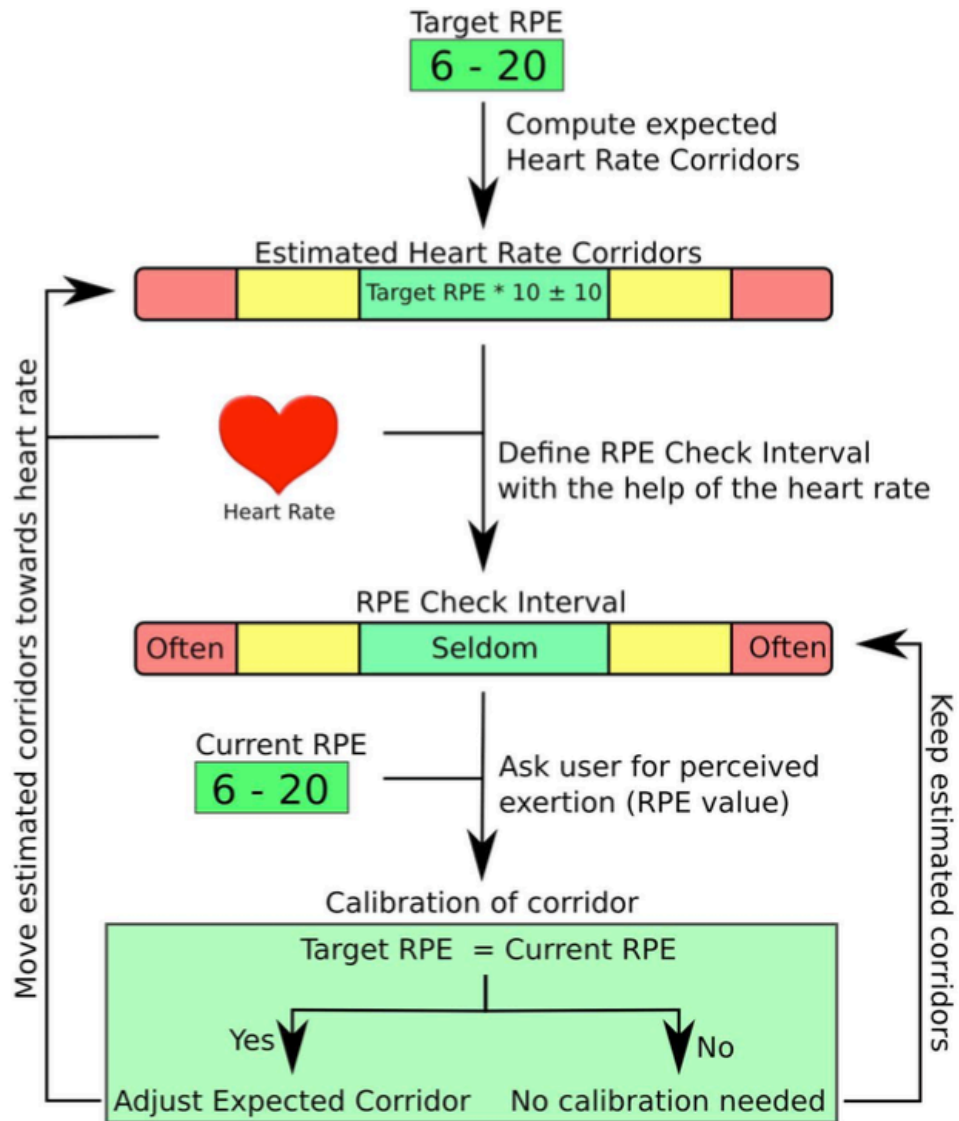 Target RPE
6 - 20
Compute expected
Heart Rate Corridors
Estimated Heart Rate Corridors
Target RPE * 10 ± 10
Move estimated corridors towards heart rate
Heart Rate
Define RPE Check Interval
with the help of the heart rate
RPE Check Interval
Often
Seldom
Often
Current RPE
6 - 20
Ask user for perceived
exertion (RPE value)
Keep estimated corridors
Calibration of corridor
Target RPE = Current RPE
Yes
No
Adjust Expected Corridor
No calibration needed